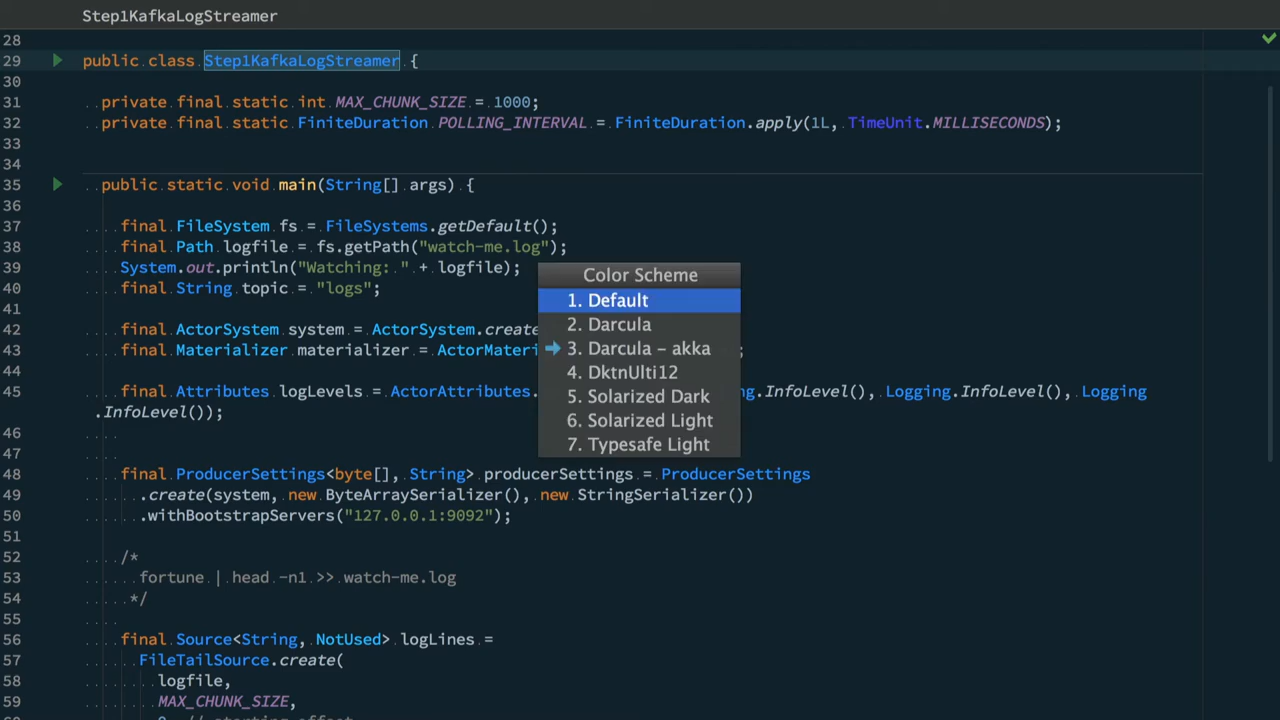 Step1KafkaLogStreamer
28
29 public class Step1KafkaLogStreamer {
30
31 private final static int MAX_CHUNK_SIZE = 1000;
32 private final static FiniteDuration POLLING_INTERVAL = FiniteDuration.apply(1L, TimeUnit.MILLISECONDS);
33
34
35 public static void main(String[] args) {
36
37 final FileSystem fs = FileSystems.getDefault();
38 final Path logfile = fs.getPath("watch-me.log");
39 System.out.println("Watching: " + logfile);
40 final String topic = "logs";
41
42 final ActorSystem system = ActorSystem.create
43 final Materializer materializer = ActorMateri ;
44
45 final Attributes logLevels = ActorAttributes. ng.InfoLevel(), Logging.InfoLevel(), Logging
.InfoLevel());
46
47
48 final ProducerSettings<byte[], String> producerSettings = ProducerSettings
49 .create(system, new ByteArraySerializer(), new StringSerializer())
50 .withBootstrapServers("127.0.0.1:9092");
51
52 /*
53 fortune | head -n1 >> watch-me.log
54 */
55
56 final Source<String, NotUsed> logLines =
57 FileTailSource.create(
58 logfile,
59 MAX_CHUNK_SIZE,
0, // starting offset
Color Scheme
1. Default
2. Darcula
3. Darcula - akka
4. DktnUlti12
5. Solarized Dark
6. Solarized Light
7. Typesafe Light